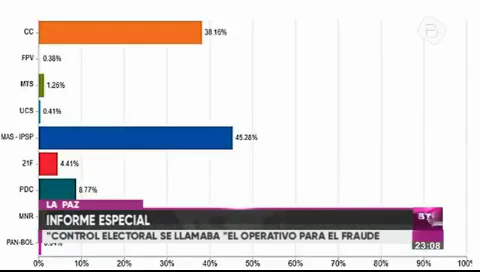 CC 38.16%
FPV 0.38%
MTS 1.25%
UCS 0.41%
MAS - IPSP 45.28%
21F 4.41%
PDC 8.77%
LA PAZ
MNR
INFORME ESPECIAL
"CONTROL ELECTORAL SE LLAMABA "EL OPERATIVO PARA EL FRAUDE
23:08
PAN-BOL
0% 10% 20% 30% 40% 50% 60% 70% 80% 90% 100%